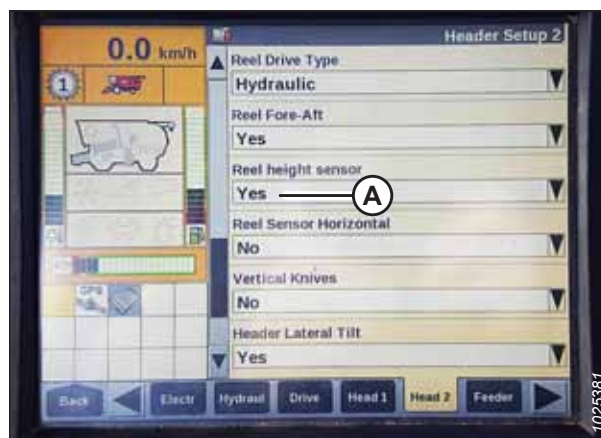 0.0 km/h
Header Setup 2
1
Reel Drive Type
Hydraulic
Reel Fore-Aft
Yes
Reel height sensor
Yes
A
Reel Sensor Horizontal
No
Vertical Knives
No
Header Lateral Tilt
Yes
GPS
Back
Electr
Hydraul
Drive
Head 1
Head 2
Feeder
1025381